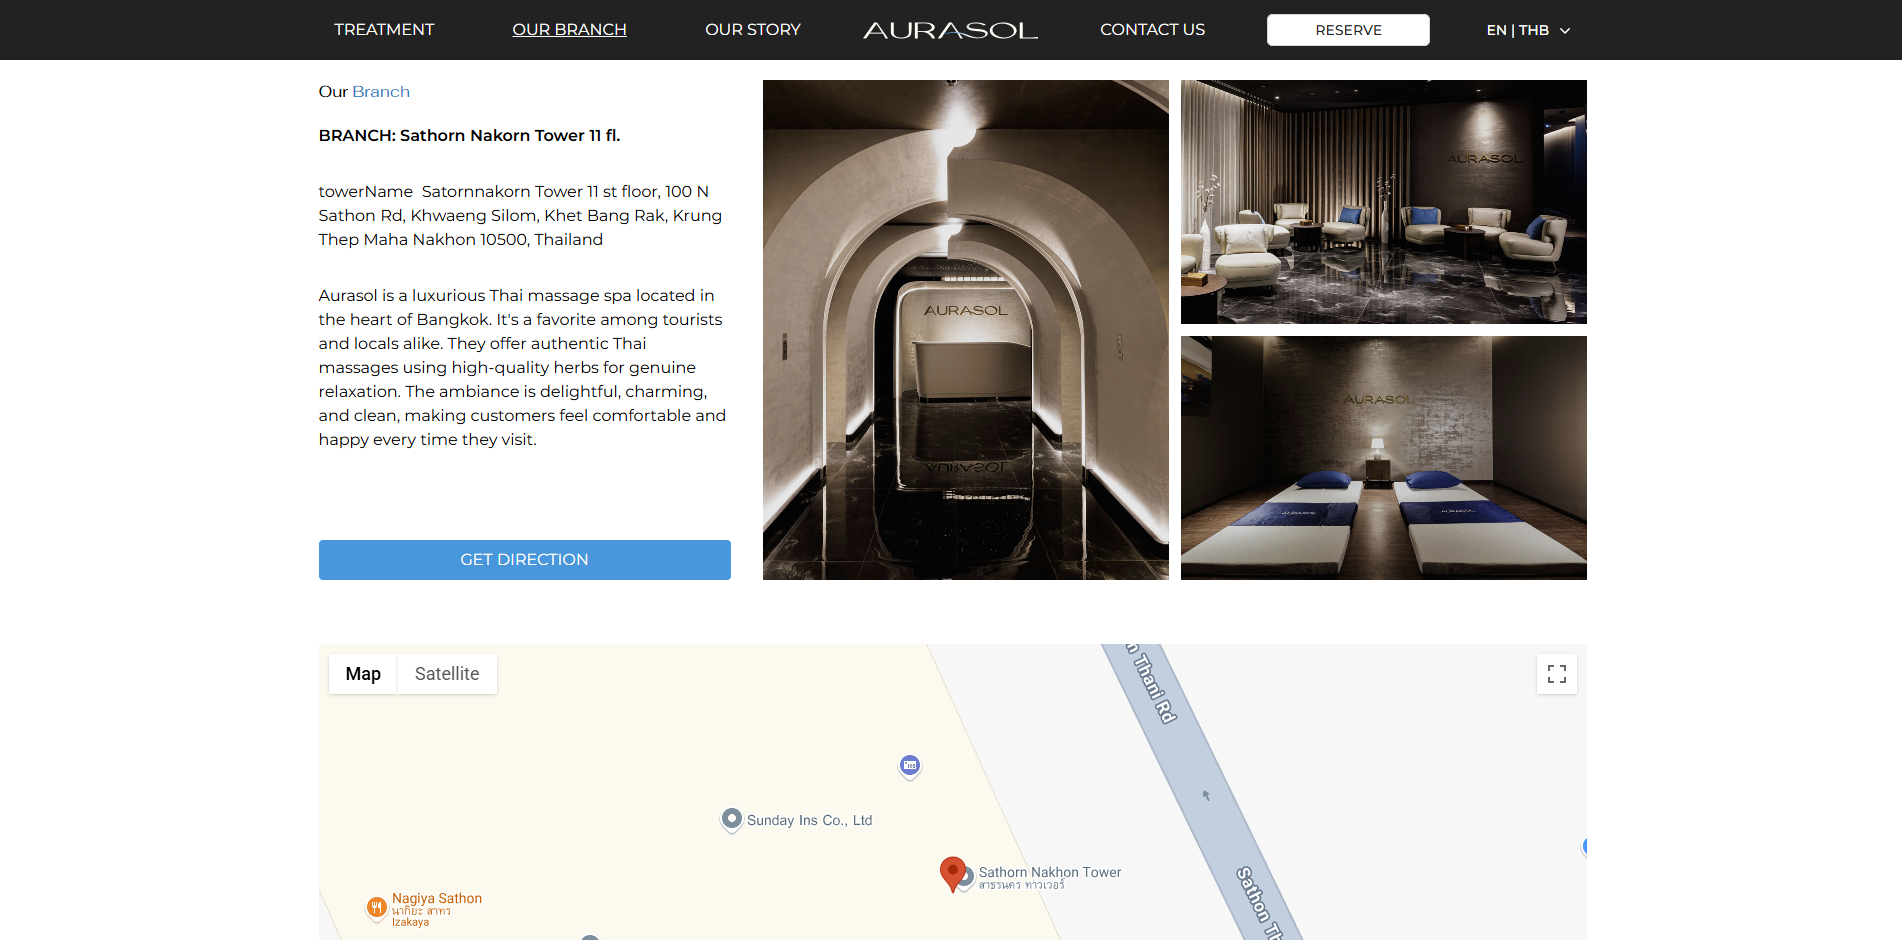 TREATMENT
OUR BRANCH
OUR STORY
AURASOL
CONTACT US
RESERVE
EN | THB
Our Branch
BRANCH: Sathorn Nakorn Tower 11 fl.
towerName  Satornnakorn Tower 11 st floor, 100 N
Sathon Rd, Khwaeng Silom, Khet Bang Rak, Krung
Thep Maha Nakhon 10500, Thailand
Aurasol is a luxurious Thai massage spa located in
the heart of Bangkok. It's a favorite among tourists
and locals alike. They offer authentic Thai
massages using high-quality herbs for genuine
relaxation. The ambiance is delightful, charming,
and clean, making customers feel comfortable and
happy every time they visit.
GET DIRECTION
AURASOL
AURASOL
AURASOL
AURASOL
AURASOL
AURASOL
Map
Satellite
n Thani Rd
Sunday Ins Co., Ltd
Sathorn Nakhon Tower
สาธรนคร ทาวเวอร์
Sathon Th
Nagiya Sathon
นากิยะ สาทร
Izakaya